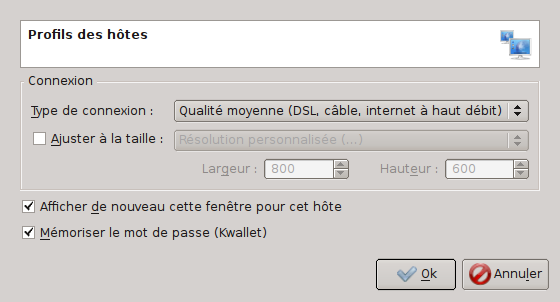 Profils des hôtes
Connexion
Type de connexion : Qualité moyenne (DSL, câble, internet à haut débit)
Ajuster à la taille : Résolution personnalisée (...)
Largeur : 800 Hauteur : 600
Afficher de nouveau cette fenêtre pour cet hôte
Mémoriser le mot de passe (Kwallet)
Ok Annuler